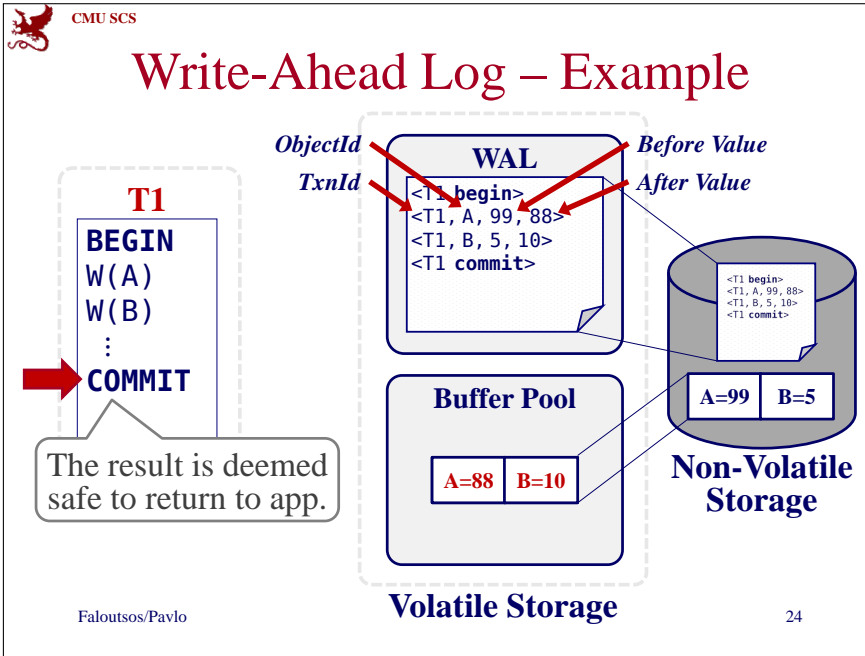 CMU SCS
Write-Ahead Log – Example
ObjectId
TxnId
Before Value
After Value
T1
BEGIN
W(A)
W(B)
⋮
COMMIT
The result is deemed
safe to return to app.
WAL
<T1 begin>
<T1, A, 99, 88>
<T1, B, 5, 10>
<T1 commit>
Buffer Pool
A=88 B=10
<T1 begin>
<T1, A, 99, 88>
<T1, B, 5, 10>
<T1 commit>
A=99 B=5
Non-Volatile
Storage
Volatile Storage
Faloutsos/Pavlo
24